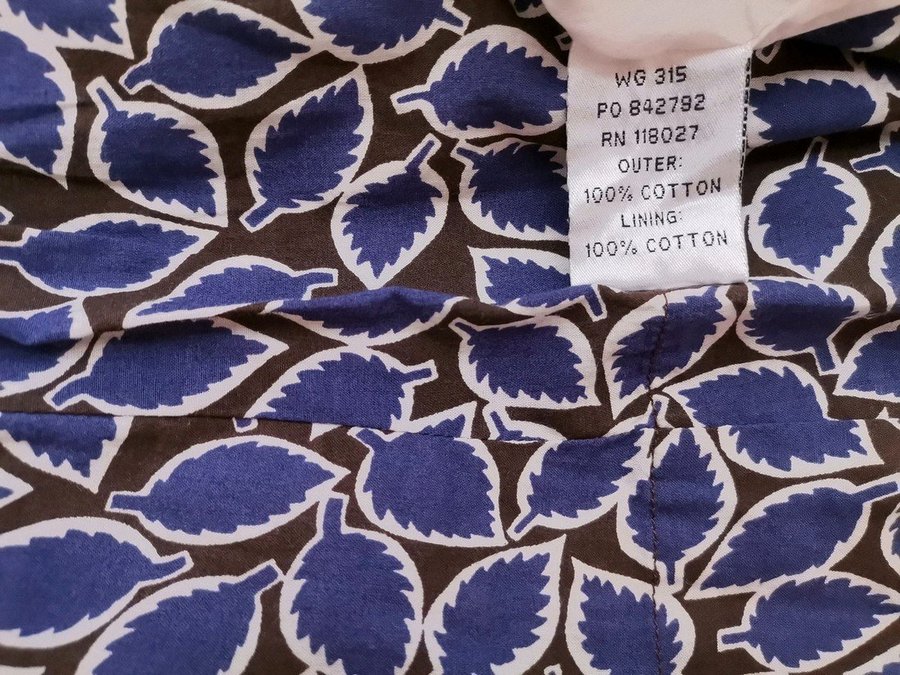 WG 315
PO 842792
RN 118027
OUTER:
100% COTTON
LINING:
100% COTTON